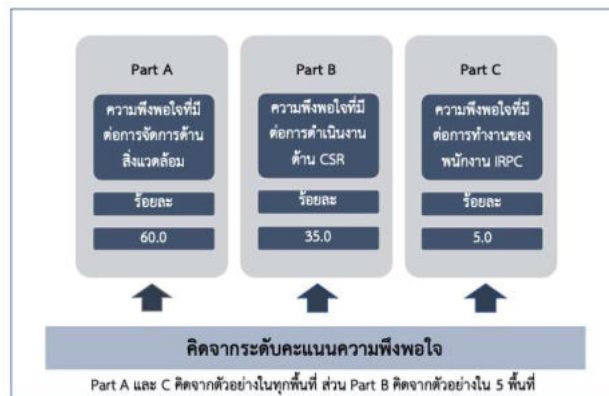 Part A
ความพึงพอใจที่มี
ต่อการจัดการด้าน
สิ่งแวดล้อม
ร้อยละ
60.0
Part B
ความพึงพอใจที่มี
ต่อการดำเนินงาน
ด้าน CSR
ร้อยละ
35.0
Part C
ความพึงพอใจที่มี
ต่อการทำงานของ
พนักงาน IRPC
ร้อยละ
5.0
คิดจากระดับคะแนนความพึงพอใจ
Part A และ C คิดจากตัวอย่างในทุกพื้นที่ ส่วน Part B คิดจากตัวอย่างใน 5 พื้นที่